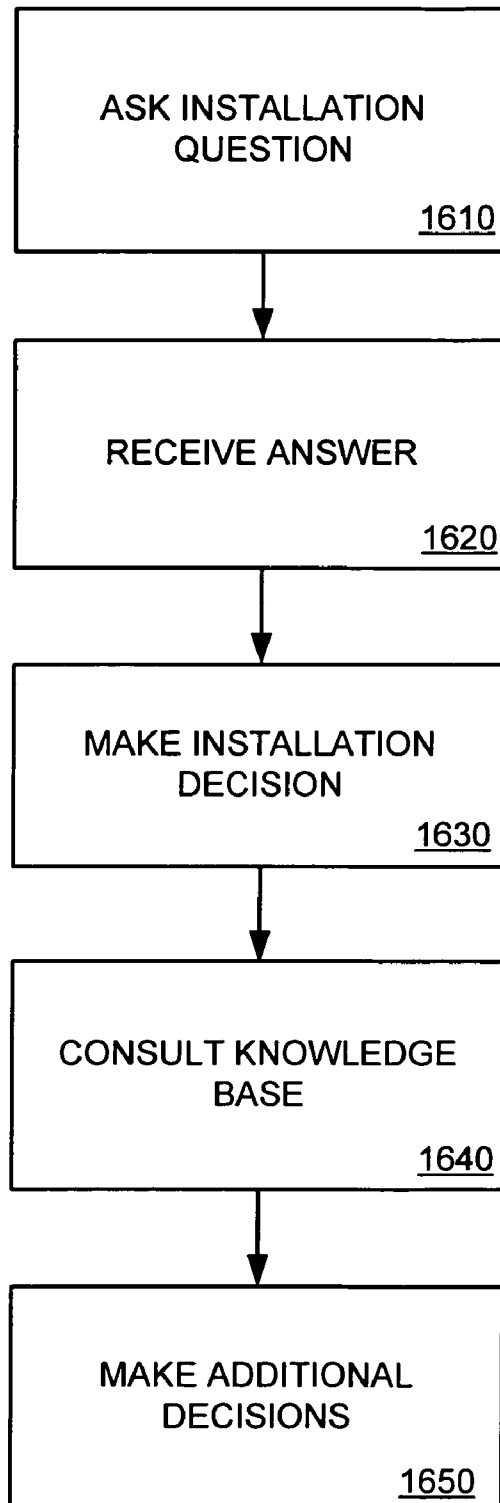 ASK INSTALLATION
QUESTION
1610
RECEIVE ANSWER
1620
MAKE INSTALLATION
DECISION
1630
CONSULT KNOWLEDGE
BASE
1640
MAKE ADDITIONAL
DECISIONS
1650